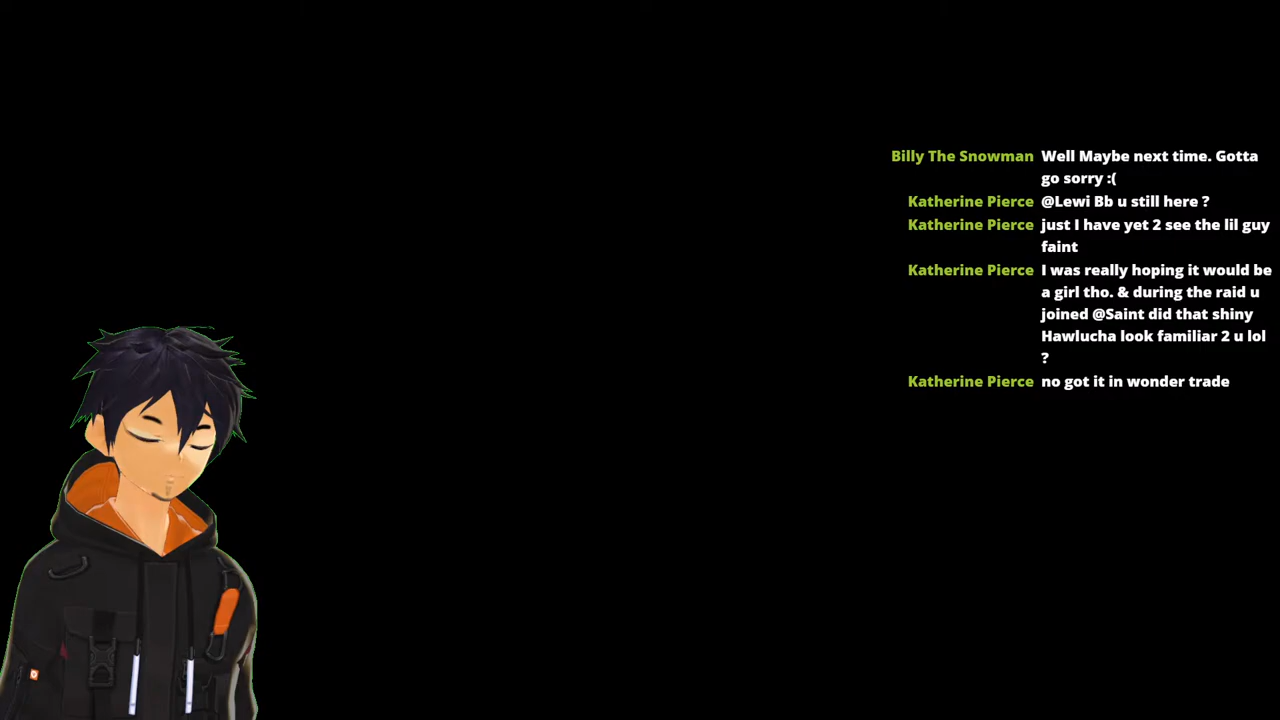 Billy The Snowman Well Maybe next time. Gotta
go sorry :(
Katherine Pierce @Lewi Bb u still here ?
Katherine Pierce just I have yet 2 see the lil guy
faint
Katherine Pierce I was really hoping it would be
a girl tho. & during the raid u
joined @Saint did that shiny
Hawlucha look familiar 2 u lol
?
Katherine Pierce no got it in wonder trade